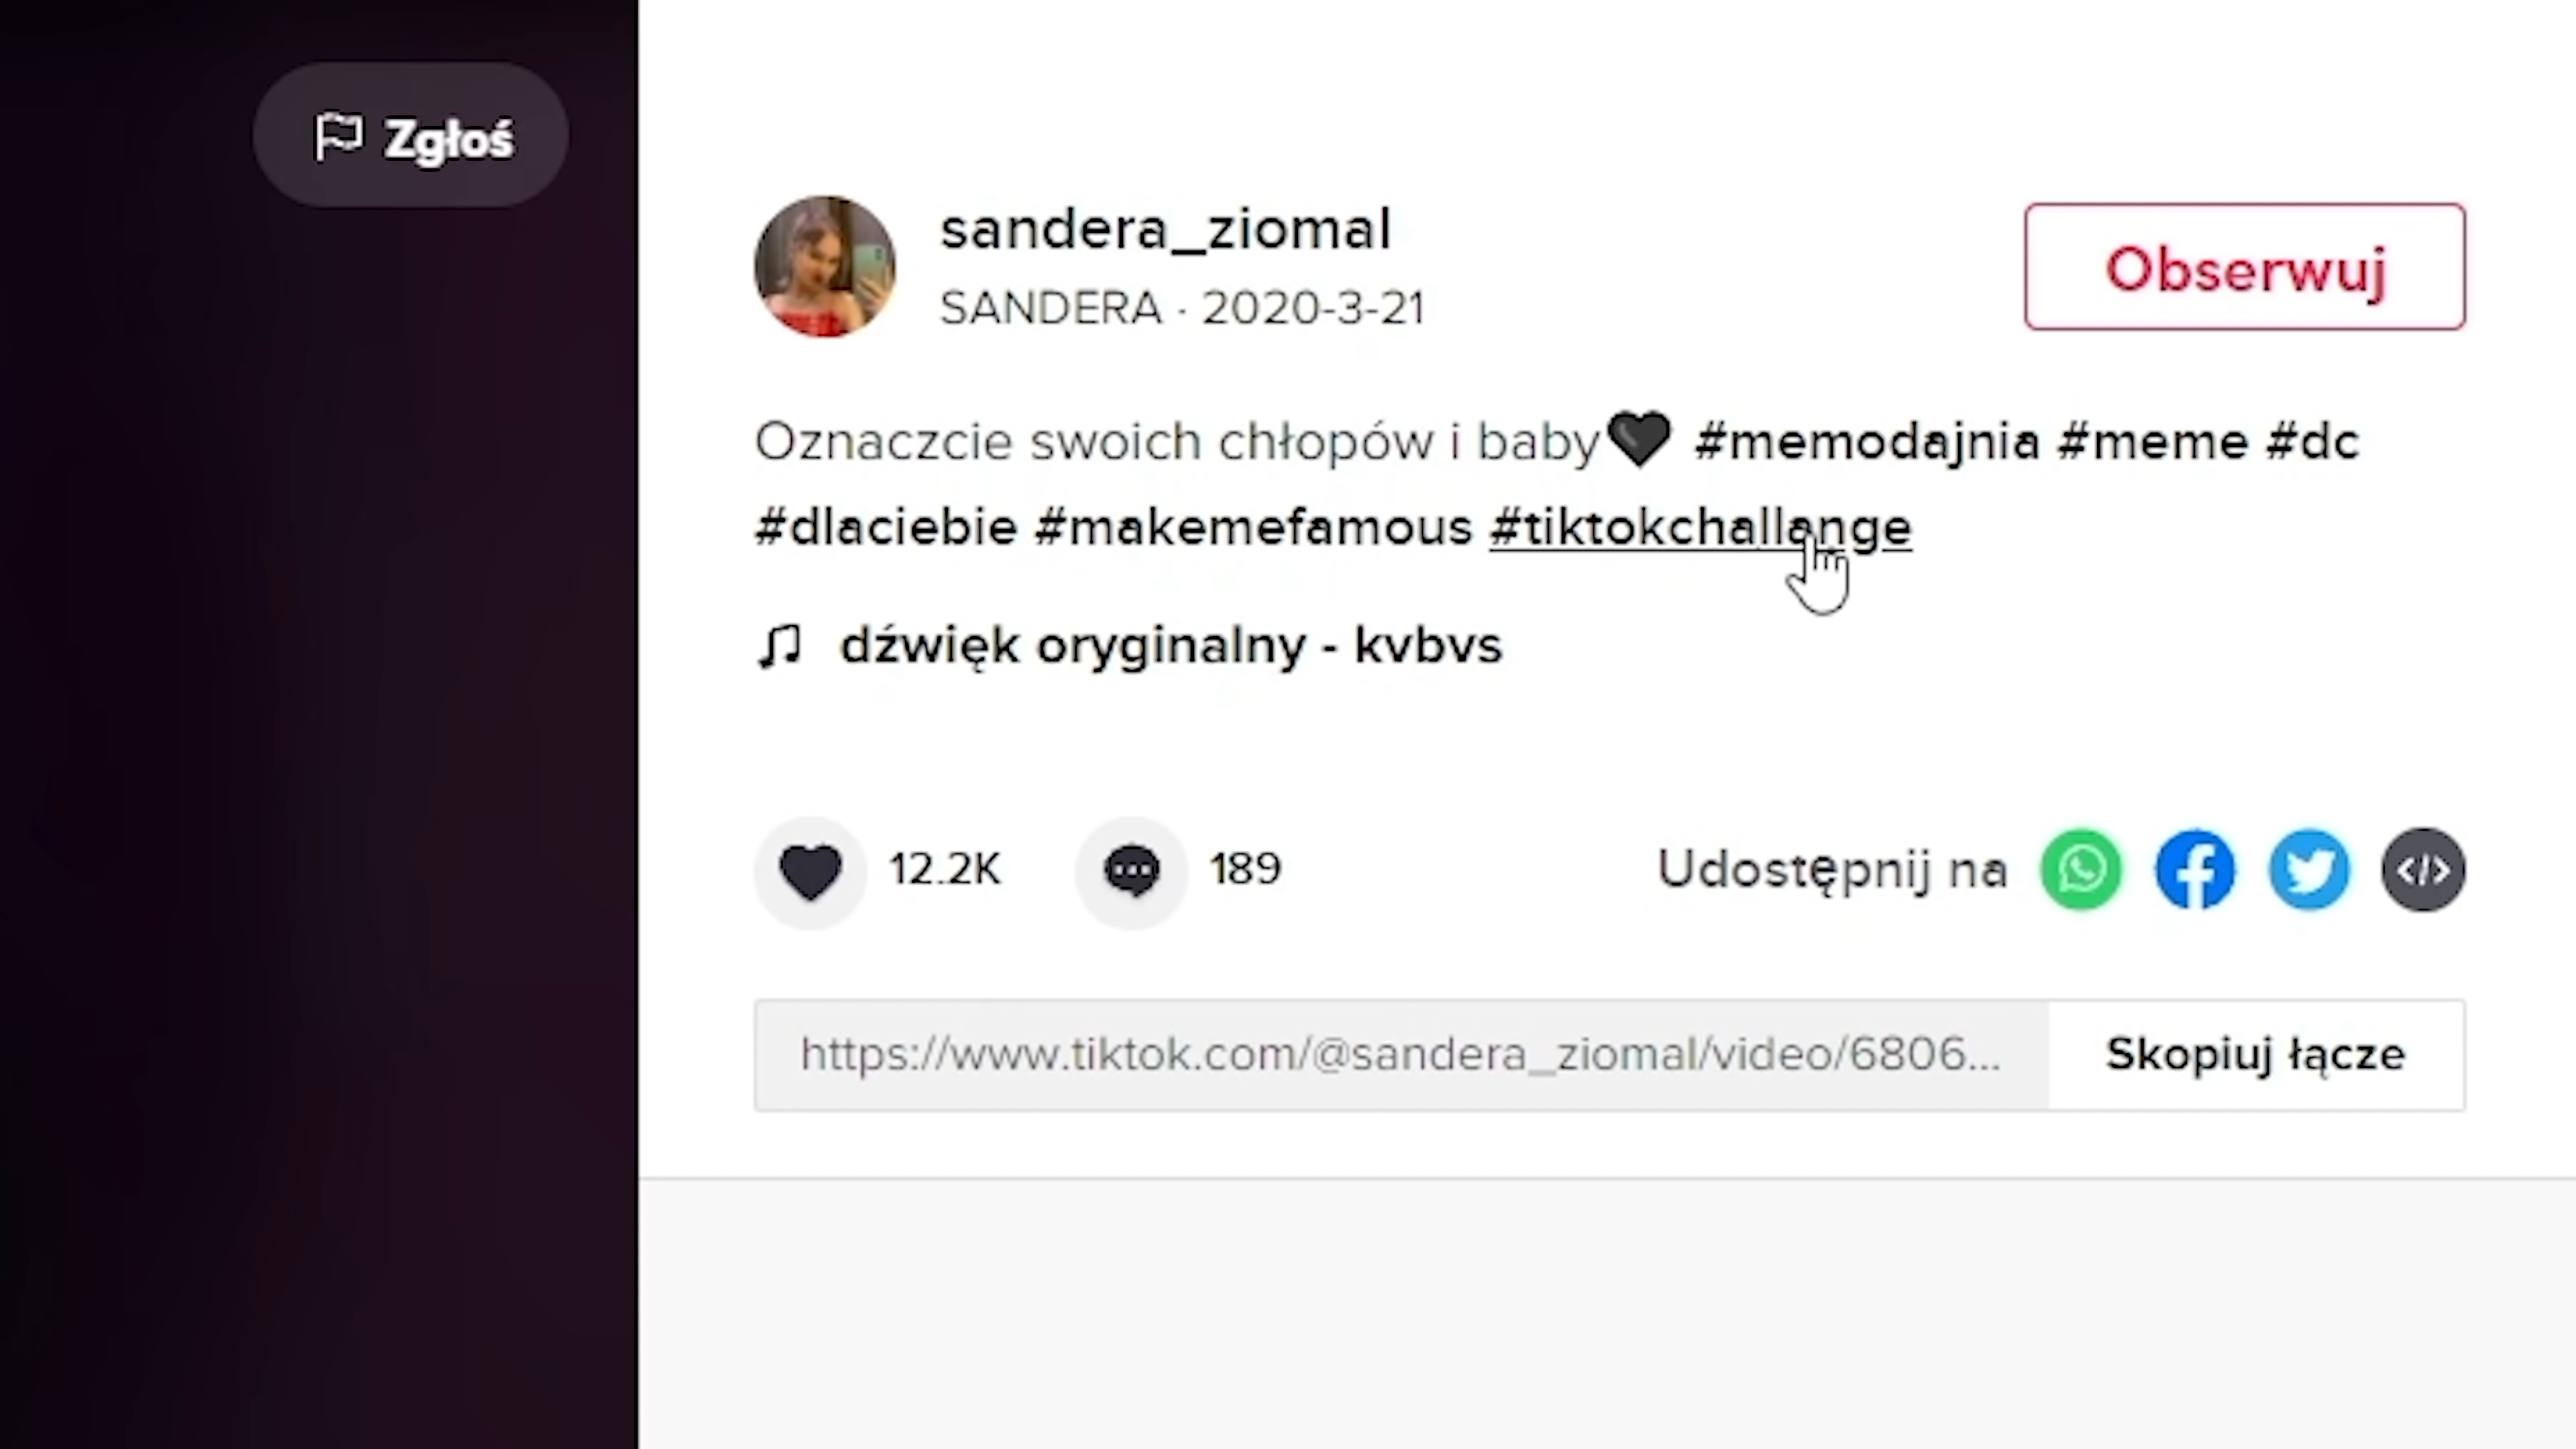 Zgłoś
sandera_ziomal
SANDERA · 2020-3-21
Obserwuj
Oznaczcie swoich chłopów i baby🖤 #memodajnia #meme #dc
#dlaciebie #makemefamous #tiktokchallange
dźwięk oryginalny - kvbvs
12.2K
189
Udostępnij na
https://www.tiktok.com/@sandera_ziomal/video/6806...
Skopiuj łącze